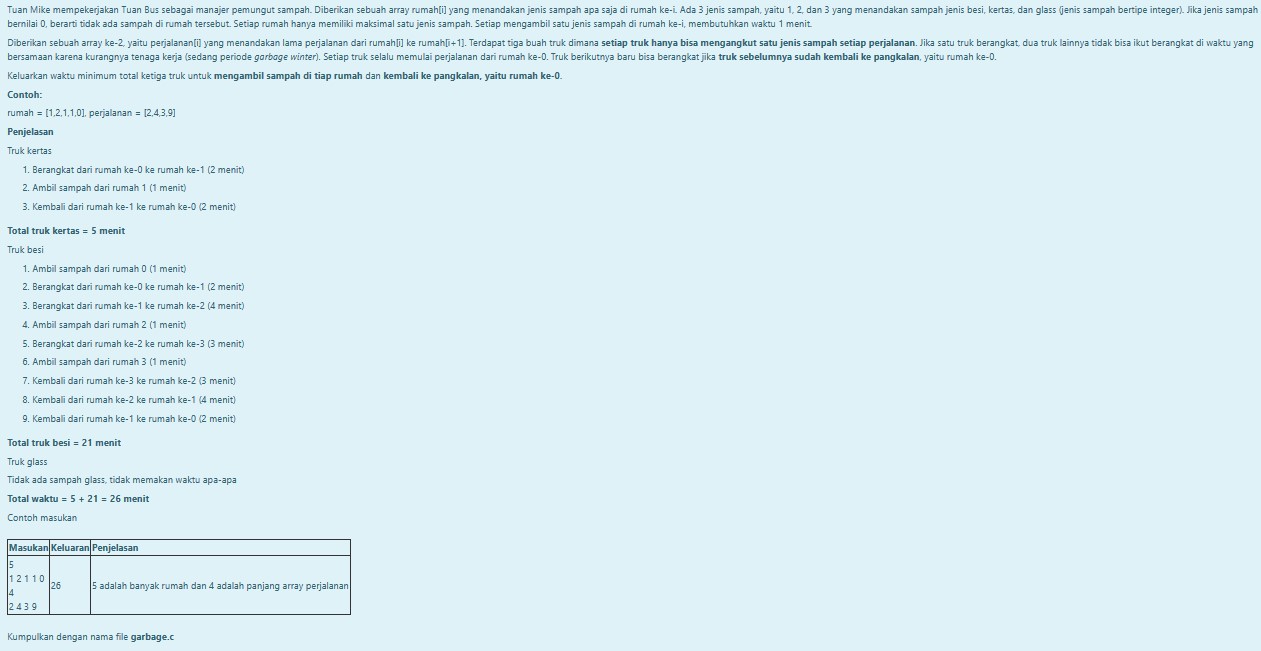 Tuan Mike mempekerjakan Tuan Bus sebagai manajer pemungut sampah. Diberikan sebuah array rumah[i] yang menandakan jenis sampah apa saja di rumah ke-i. Ada 3 jenis sampah, yaitu 1, 2, dan 3 yang menandakan sampah jenis besi, kertas, dan glass (jenis sampah bertipe integer). Jika jenis sampah
bernilai 0, berarti tidak ada sampah di rumah tersebut. Setiap rumah hanya memiliki maksimal satu jenis sampah. Setiap mengambil satu jenis sampah di rumah ke-i, membutuhkan waktu 1 menit.
Diberikan sebuah array ke-2, yaitu perjalanan[i] yang menandakan lama perjalanan dari rumah[i] ke rumah[i+1]. Terdapat tiga buah truk dimana setiap truk hanya bisa mengangkut satu jenis sampah setiap perjalanan. Jika satu truk berangkat, dua truk lainnya tidak bisa ikut berangkat di waktu yang
bersamaan karena kurangnya tenaga kerja (sedang periode garbage winter). Setiap truk selalu memulai perjalanan dari rumah ke-0. Truk berikutnya baru bisa berangkat jika truk sebelumnya sudah kembali ke pangkalan, yaitu rumah ke-0.
Keluarkan waktu minimum total ketiga truk untuk mengambil sampah di tiap rumah dan kembali ke pangkalan, yaitu rumah ke-0.
Contoh:
rumah = [1,2,1,1,0], perjalanan = [2,4,3,9]
Penjelasan
Truk kertas
1. Berangkat dari rumah ke-0 ke rumah ke-1 (2 menit)
2. Ambil sampah dari rumah 1 (1 menit)
3. Kembali dari rumah ke-1 ke rumah ke-0 (2 menit)
Total truk kertas = 5 menit
Truk besi
1. Ambil sampah dari rumah 0 (1 menit)
2. Berangkat dari rumah ke-0 ke rumah ke-1 (2 menit)
3. Berangkat dari rumah ke-1 ke rumah ke-2 (4 menit)
4. Ambil sampah dari rumah 2 (1 menit)
5. Berangkat dari rumah ke-2 ke rumah ke-3 (3 menit)
6. Ambil sampah dari rumah 3 (1 menit)
7. Kembali dari rumah ke-3 ke rumah ke-2 (3 menit)
8. Kembali dari rumah ke-2 ke rumah ke-1 (4 menit)
9. Kembali dari rumah ke-1 ke rumah ke-0 (2 menit)
Total truk besi = 21 menit
Truk glass
Tidak ada sampah glass, tidak memakan waktu apa-apa
Total waktu = 5 + 21 = 26 menit
Contoh masukan
Masukan Keluaran Penjelasan
5
1 2 1 1 0
4
2 4 3 9
26
5 adalah banyak rumah dan 4 adalah panjang array perjalanan
Kumpulkan dengan nama file garbage.c